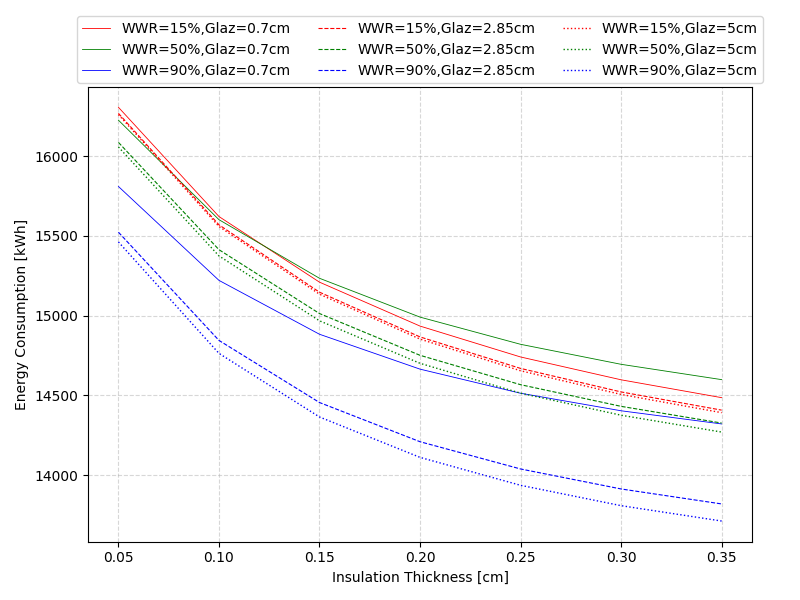 WWR=15%,Glaz=0.7cm WWR=15%,Glaz=2.85cm WWR=15%,Glaz=5cm
WWR=50%,Glaz=0.7cm WWR=50%,Glaz=2.85cm WWR=50%,Glaz=5cm
WWR=90%,Glaz=0.7cm WWR=90%,Glaz=2.85cm WWR=90%,Glaz=5cm
Energy Consumption [kWh]
16000
15500
15000
14500
14000
0.05 0.10 0.15 0.20 0.25 0.30 0.35
Insulation Thickness [cm]